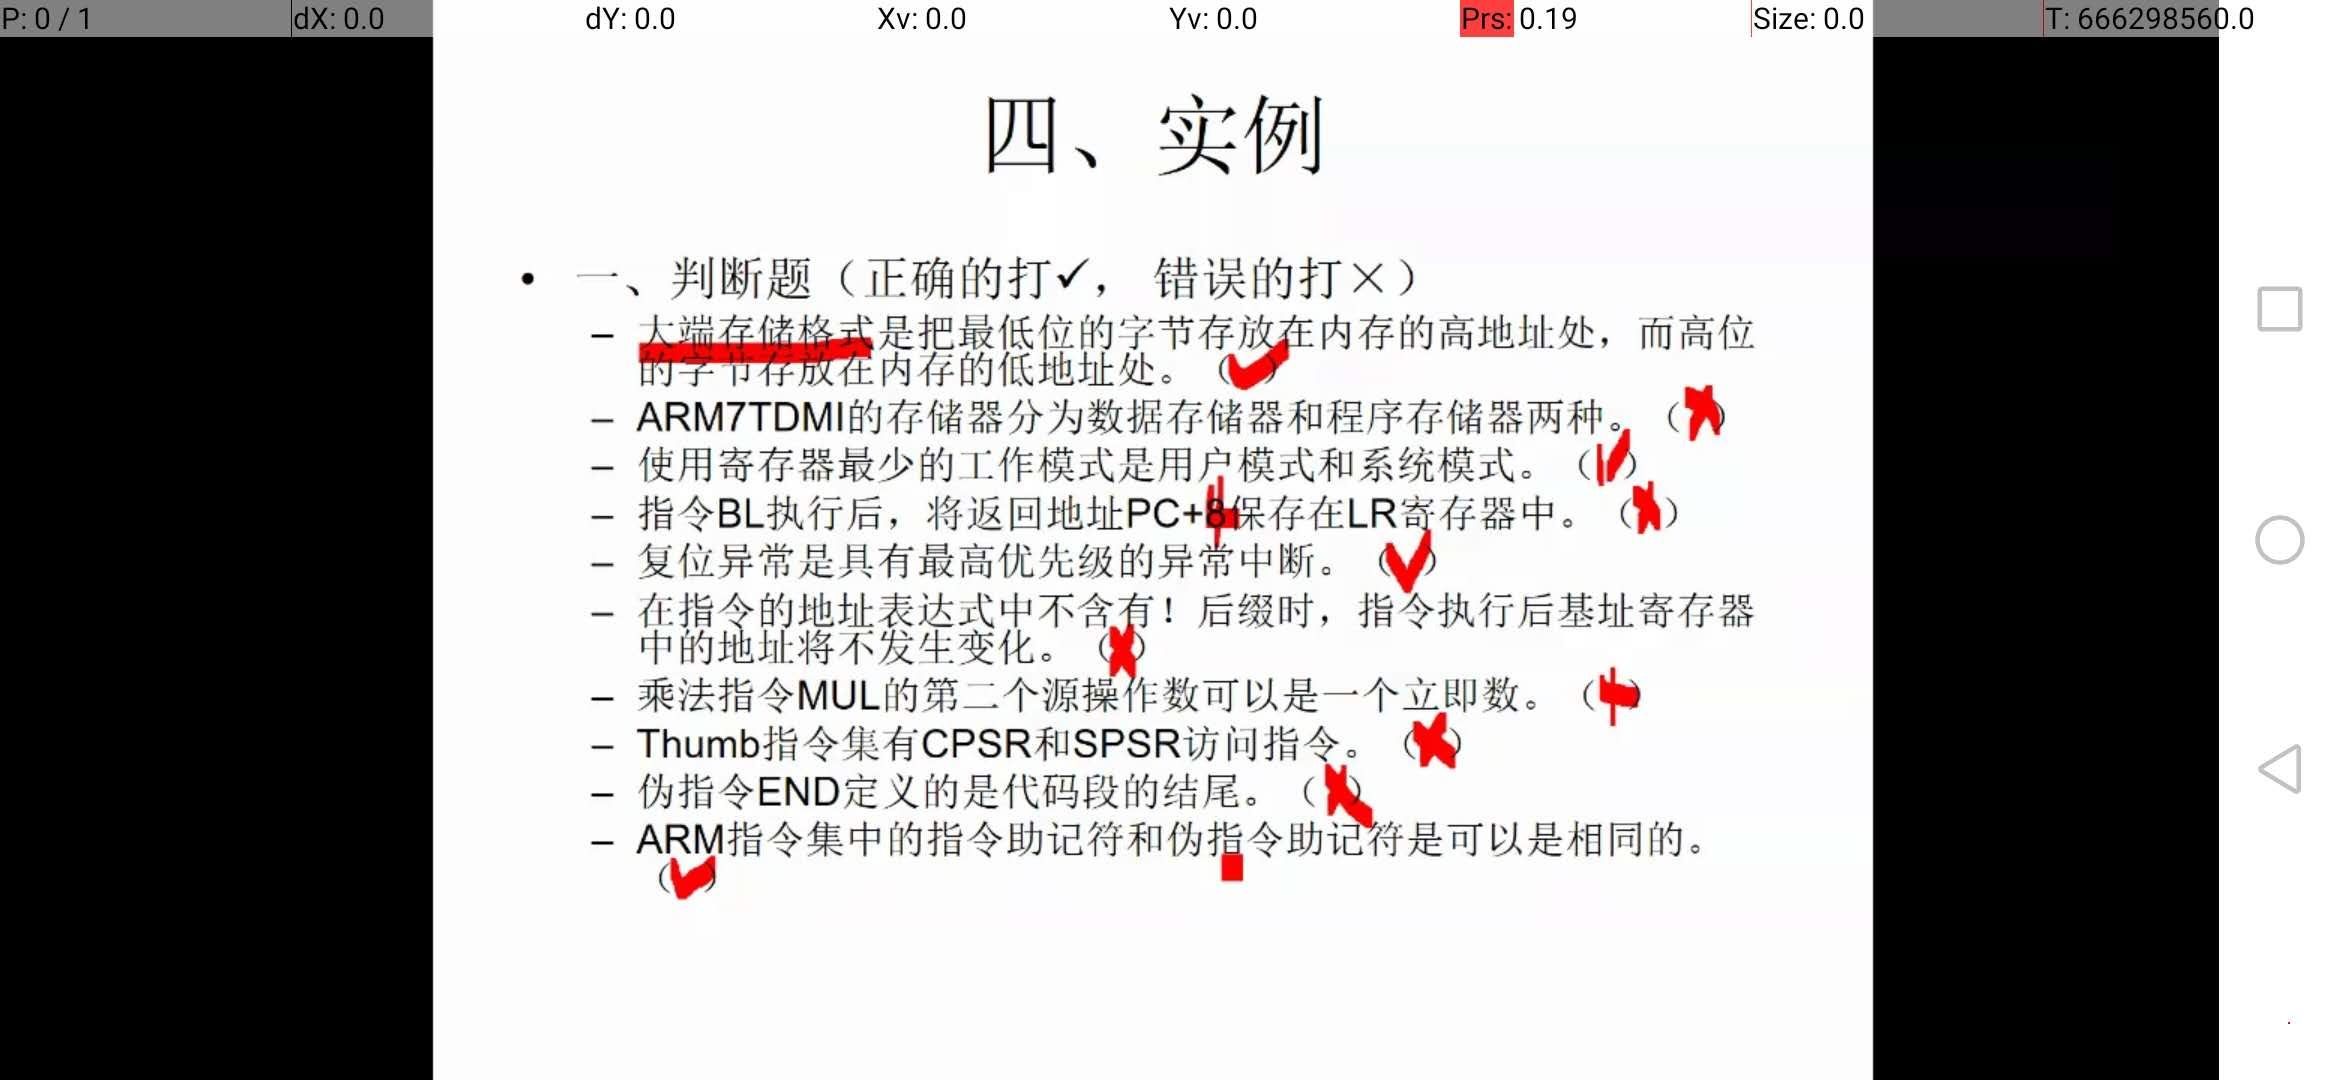 P: 0 / 1 dX: 0.0 dY: 0.0 Xv: 0.0 Yv: 0.0 Prs: 0.19 Size: 0.0 T: 666298560.0
四、实例
• 一、判断题（正确的打✓， 错误的打×）
– 大端存储格式是把最低位的字节存放在内存的高地址处，而高位
的字节存放在内存的低地址处。（✓）
– ARM7TDMI的存储器分为数据存储器和程序存储器两种。（×）
– 使用寄存器最少的工作模式是用户模式和系统模式。（✓）
– 指令BL执行后，将返回地址PC+8保存在LR寄存器中。（×）
– 复位异常是具有最高优先级的异常中断。（✓）
– 在指令的地址表达式中不含有！后缀时，指令执行后基址寄存器
中的地址将不发生变化。（×）
– 乘法指令MUL的第二个源操作数可以是一个立即数。（）
– Thumb指令集有CPSR和SPSR访问指令。（×）
– 伪指令END定义的是代码段的结尾。（×）
– ARM指令集中的指令助记符和伪指令助记符是可以是相同的。
（✓）